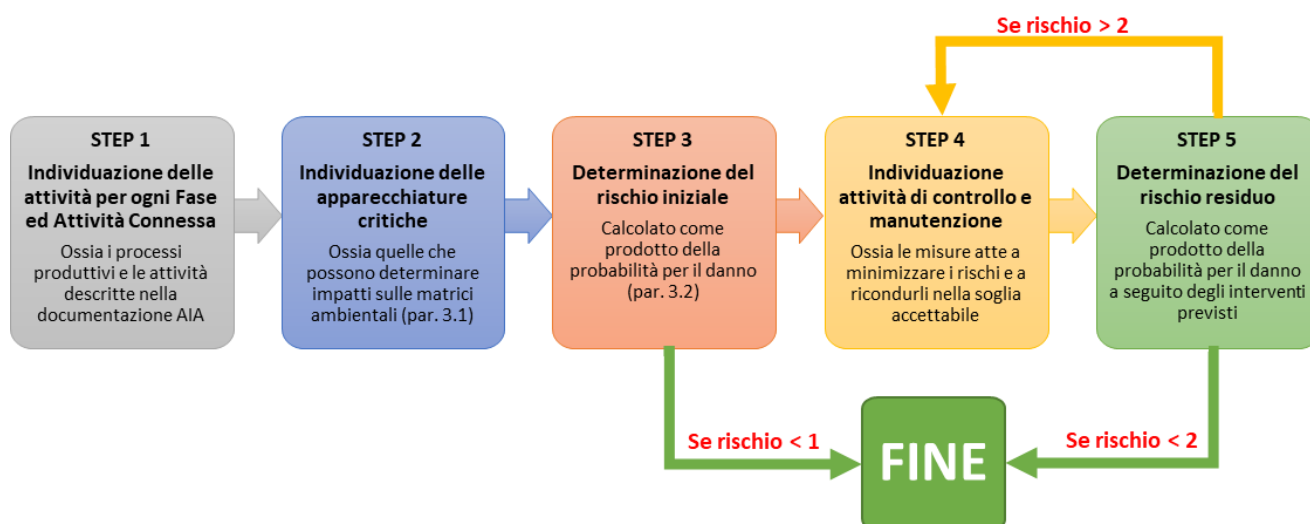 Se rischio > 2
STEP 1
Individuazione delle
attività per ogni Fase
ed Attività Connessa
Ossia i processi
produttivi e le attività
descritte nella
documentazione AIA
STEP 2
Individuazione delle
apparecchiature
critiche
Ossia quelle che
possono determinare
impatti sulle matrici
ambientali (par. 3.1)
STEP 3
Determinazione del
rischio iniziale
Calcolato come
prodotto della
probabilità per il danno
(par. 3.2)
STEP 4
Individuazione
attività di controllo e
manutenzione
Ossia le misure atte a
minimizzare i rischi e a
ricondurli nella soglia
accettabile
STEP 5
Determinazione del
rischio residuo
Calcolato come
prodotto della
probabilità per il danno
a seguito degli interventi
previsti
Se rischio < 1
FINE
Se rischio < 2